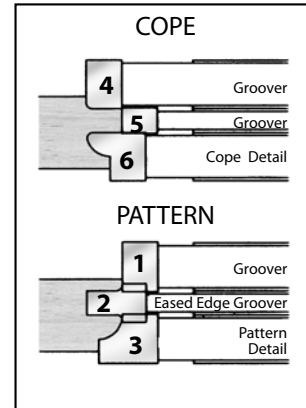 COPE
4
Groover
5
Groover
6
Cope Detail
PATTERN
1
Groover
2
Eased Edge Groover
3
Pattern
Detail